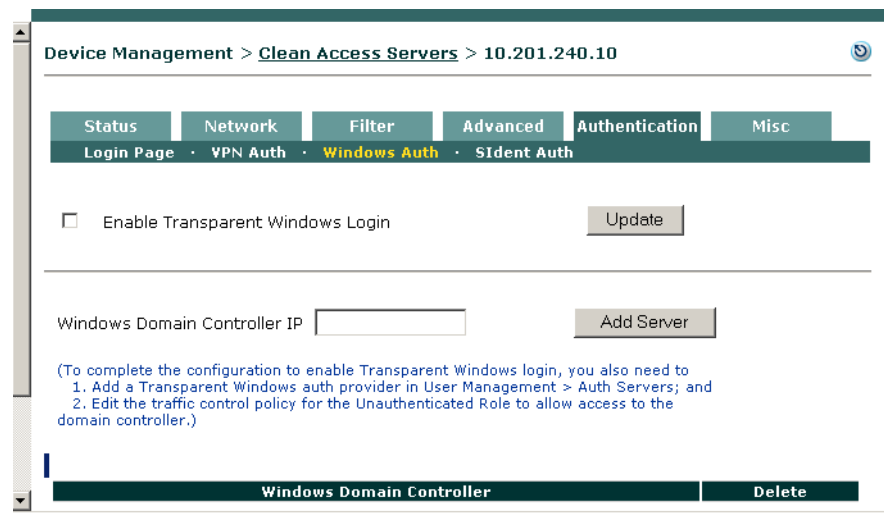 Device Management > Clean Access Servers > 10.201.240.10
Status Network Filter Advanced Authentication Misc
Login Page · VPN Auth · Windows Auth · SIdent Auth
Enable Transparent Windows Login Update
Windows Domain Controller IP Add Server
(To complete the configuration to enable Transparent Windows login, you also need to
1. Add a Transparent Windows auth provider in User Management > Auth Servers; and
2. Edit the traffic control policy for the Unauthenticated Role to allow access to the
domain controller.)
Windows Domain Controller Delete